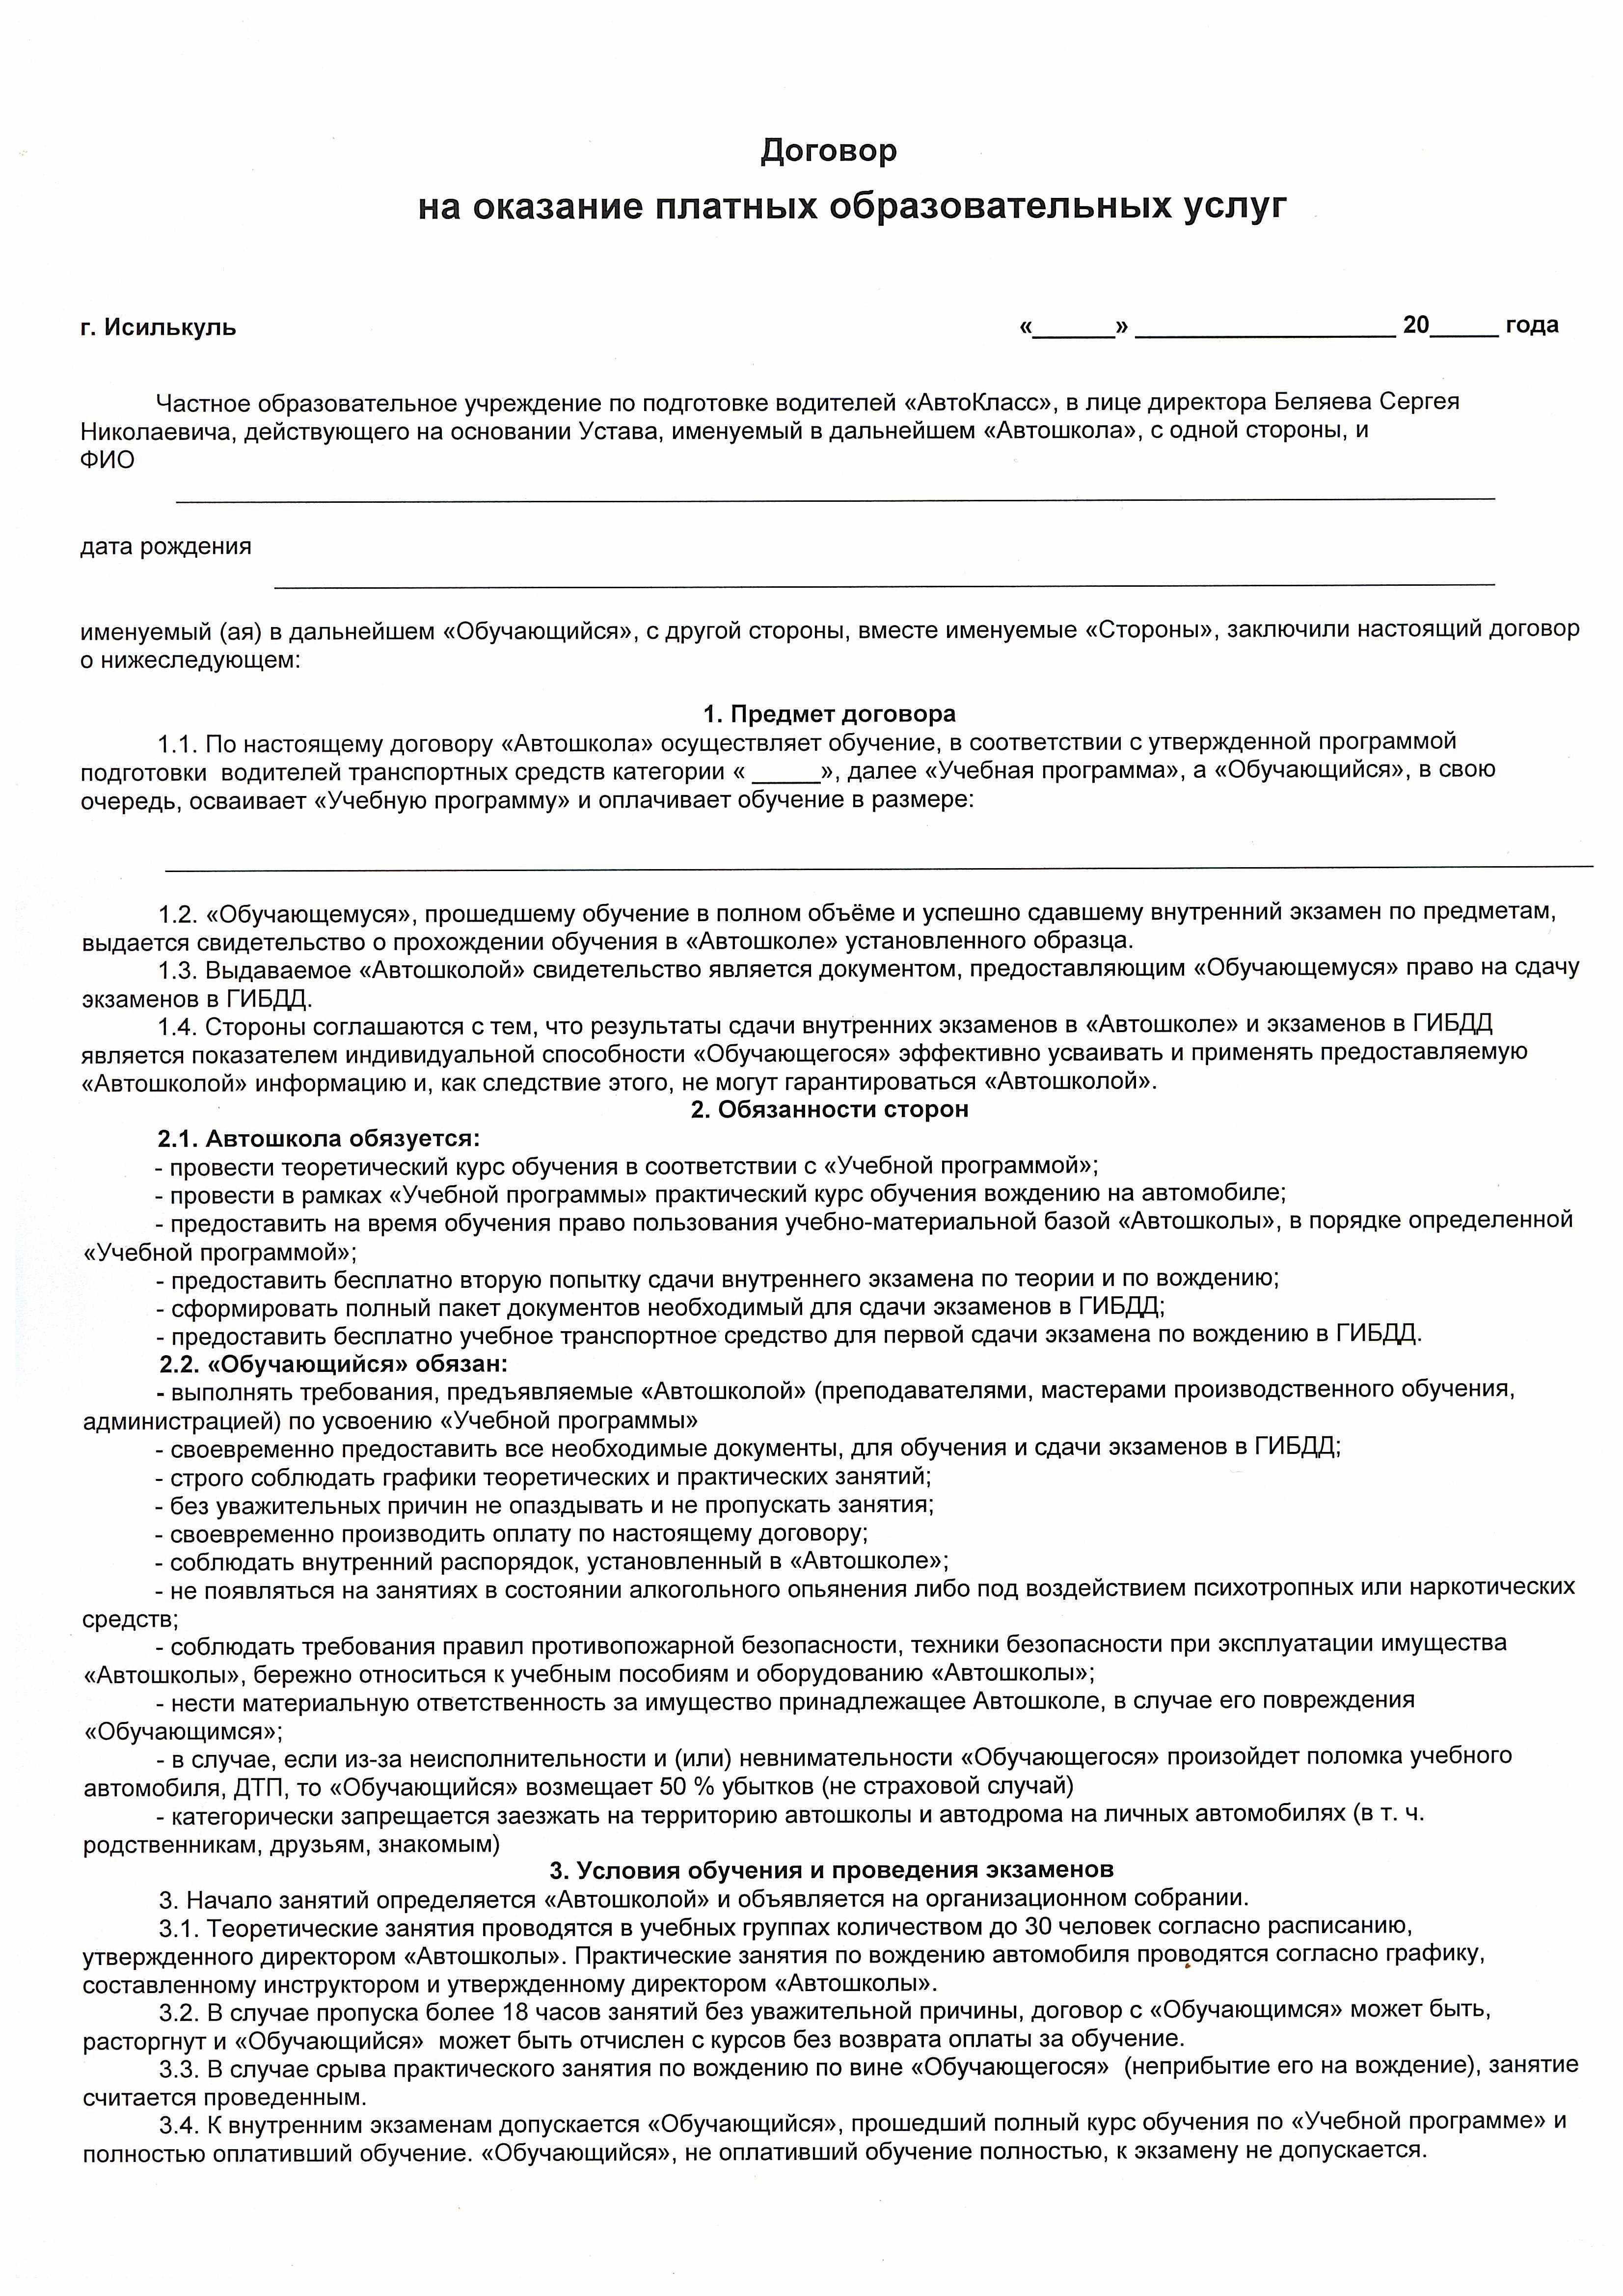 Договор
на оказание платных образовательных услуг
г. Исилькуль «______» ___________________ 20_____ года
Частное образовательное учреждение по подготовке водителей «АвтоКласс», в лице директора Беляева Сергея
Николаевича, действующего на основании Устава, именуемый в дальнейшем «Автошкола», с одной стороны, и
ФИО
дата рождения
именуемый (ая) в дальнейшем «Обучающийся», с другой стороны, вместе именуемые «Стороны», заключили настоящий договор
о нижеследующем:
1. Предмет договора
1.1. По настоящему договору «Автошкола» осуществляет обучение, в соответствии с утвержденной программой
подготовки водителей транспортных средств категории « _____», далее «Учебная программа», а «Обучающийся», в свою
очередь, осваивает «Учебную программу» и оплачивает обучение в размере:
1.2. «Обучающемуся», прошедшему обучение в полном объёме и успешно сдавшему внутренний экзамен по предметам,
выдается свидетельство о прохождении обучения в «Автошколе» установленного образца.
1.3. Выдаваемое «Автошколой» свидетельство является документом, предоставляющим «Обучающемуся» право на сдачу
экзаменов в ГИБДД.
1.4. Стороны соглашаются с тем, что результаты сдачи внутренних экзаменов в «Автошколе» и экзаменов в ГИБДД
является показателем индивидуальной способности «Обучающегося» эффективно усваивать и применять предоставляемую
«Автошколой» информацию и, как следствие этого, не могут гарантироваться «Автошколой».
2. Обязанности сторон
2.1. Автошкола обязуется:
- провести теоретический курс обучения в соответствии с «Учебной программой»;
- провести в рамках «Учебной программы» практический курс обучения вождению на автомобиле;
- предоставить на время обучения право пользования учебно-материальной базой «Автошколы», в порядке определенной
«Учебной программой»;
- предоставить бесплатно вторую попытку сдачи внутреннего экзамена по теории и по вождению;
- сформировать полный пакет документов необходимый для сдачи экзаменов в ГИБДД;
- предоставить бесплатно учебное транспортное средство для первой сдачи экзамена по вождению в ГИБДД.
2.2. «Обучающийся» обязан:
- выполнять требования, предъявляемые «Автошколой» (преподавателями, мастерами производственного обучения,
администрацией) по усвоению «Учебной программы»
- своевременно предоставить все необходимые документы, для обучения и сдачи экзаменов в ГИБДД;
- строго соблюдать графики теоретических и практических занятий;
- без уважительных причин не опаздывать и не пропускать занятия;
- своевременно производить оплату по настоящему договору;
- соблюдать внутренний распорядок, установленный в «Автошколе»;
- не появляться на занятиях в состоянии алкогольного опьянения либо под воздействием психотропных или наркотических
средств;
- соблюдать требования правил противопожарной безопасности, техники безопасности при эксплуатации имущества
«Автошколы», бережно относиться к учебным пособиям и оборудованию «Автошколы»;
- нести материальную ответственность за имущество принадлежащее Автошколе, в случае его повреждения
«Обучающимся»;
- в случае, если из-за неисполнительности и (или) невнимательности «Обучающегося» произойдет поломка учебного
автомобиля, ДТП, то «Обучающийся» возмещает 50 % убытков (не страховой случай)
- категорически запрещается заезжать на территорию автошколы и автодрома на личных автомобилях (в т. ч.
родственникам, друзьям, знакомым)
3. Условия обучения и проведения экзаменов
3. Начало занятий определяется «Автошколой» и объявляется на организационном собрании.
3.1. Теоретические занятия проводятся в учебных группах количеством до 30 человек согласно расписанию,
утвержденного директором «Автошколы». Практические занятия по вождению автомобиля проводятся согласно графику,
составленному инструктором и утвержденному директором «Автошколы».
3.2. В случае пропуска более 18 часов занятий без уважительной причины, договор с «Обучающимся» может быть,
расторгнут и «Обучающийся» может быть отчислен с курсов без возврата оплаты за обучение.
3.3. В случае срыва практического занятия по вождению по вине «Обучающегося» (неприбытие его на вождение), занятие
считается проведенным.
3.4. К внутренним экзаменам допускается «Обучающийся», прошедший полный курс обучения по «Учебной программе» и
полностью оплативший обучение. «Обучающийся», не оплативший обучение полностью, к экзамену не допускается.